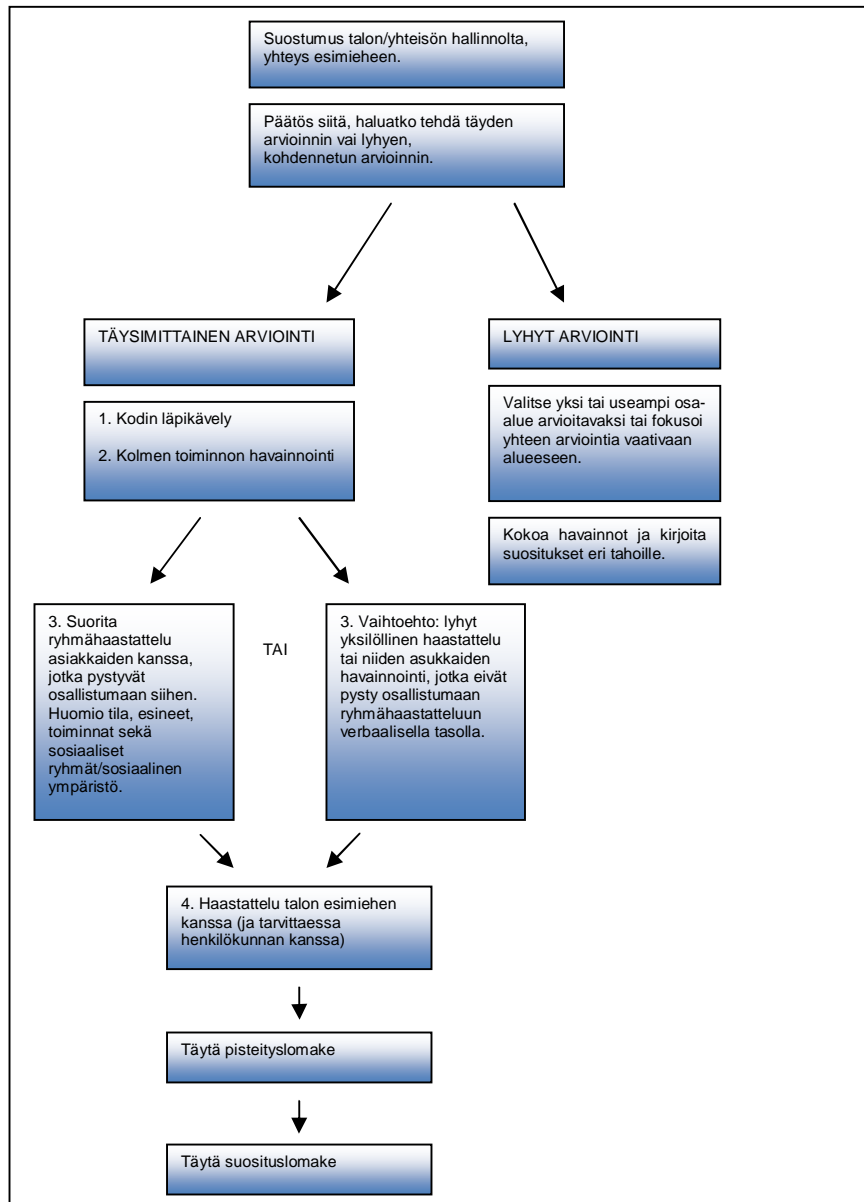 Suostumus talon/yhteisön hallinnolta,
yhteys esimieheen.
Päätös siitä, haluatko tehdä täyden
arvioinnin vai lyhyen,
kohdennetun arvioinnin.
TÄYSIMITTAINEN ARVIOINTI
LYHYT ARVIOINTI
1. Kodin läpikävely
2. Kolmen toiminnon havainnointi
Valitse yksi tai useampi osa-
alue arvioitavaksi tai fokusoi
yhteen arviointia vaativaan
alueeseen.
Kokoa havainnot ja kirjoita
suositukset eri tahoille.
3. Suorita
ryhmähaastattelu
asiakkaiden kanssa,
jotka pystyvät
osallistumaan siihen.
Huomio tila, esineet,
toiminnat sekä
sosiaaliset
ryhmät/sosiaalinen
ympäristö.
TAI
3. Vaihtoehto: lyhyt
yksilöllinen haastattelu
tai niiden asukkaiden
havainnointi, jotka eivät
pysty osallistumaan
ryhmähaastatteluun
verbaalisella tasolla.
4. Haastattelu talon esimiehen
kanssa (ja tarvittaessa
henkilökunnan kanssa)
Täytä pisteityslomake
Täytä suosituslomake